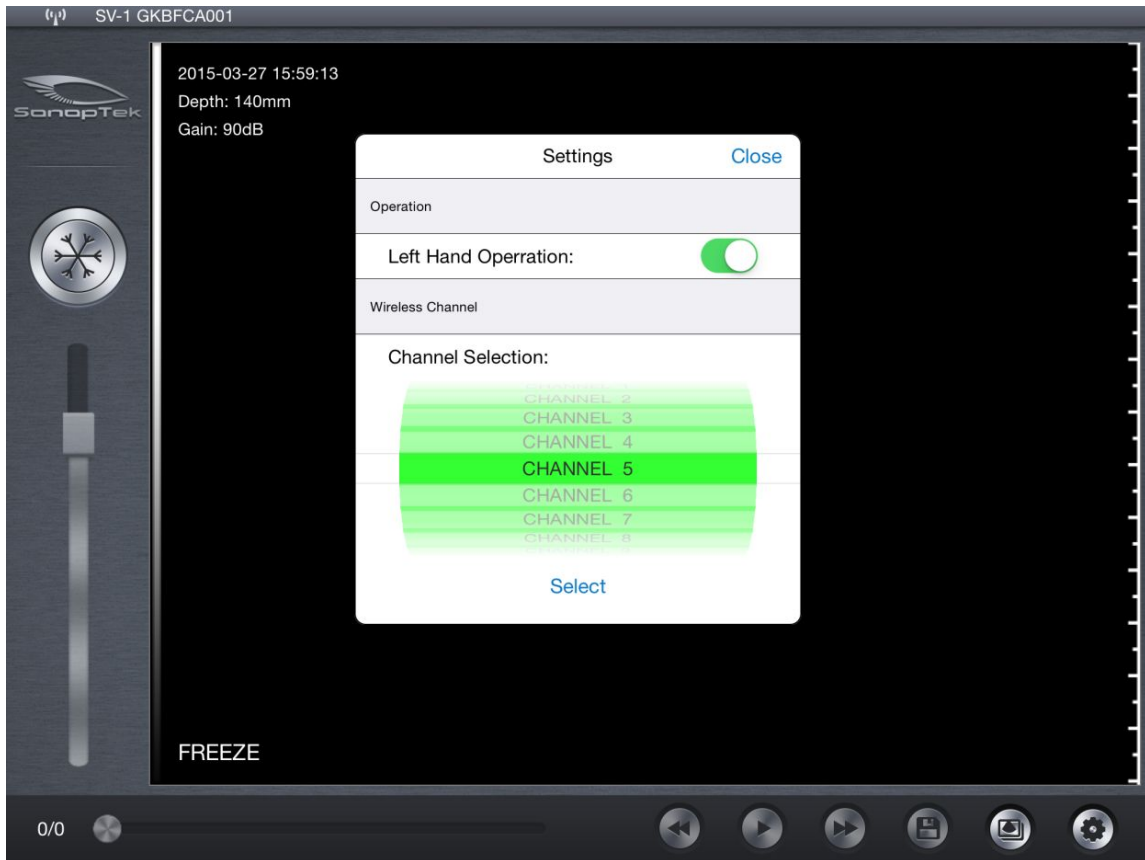 SV-1 GKBFCA001
SonopTek
2015-03-27 15:59:13
Depth: 140mm
Gain: 90dB
Settings
Close
Operation
Left Hand Operration:
Wireless Channel
Channel Selection:
CHANNEL 2
CHANNEL 3
CHANNEL 4
CHANNEL 5
CHANNEL 6
CHANNEL 7
CHANNEL 8
Select
FREEZE
0/0